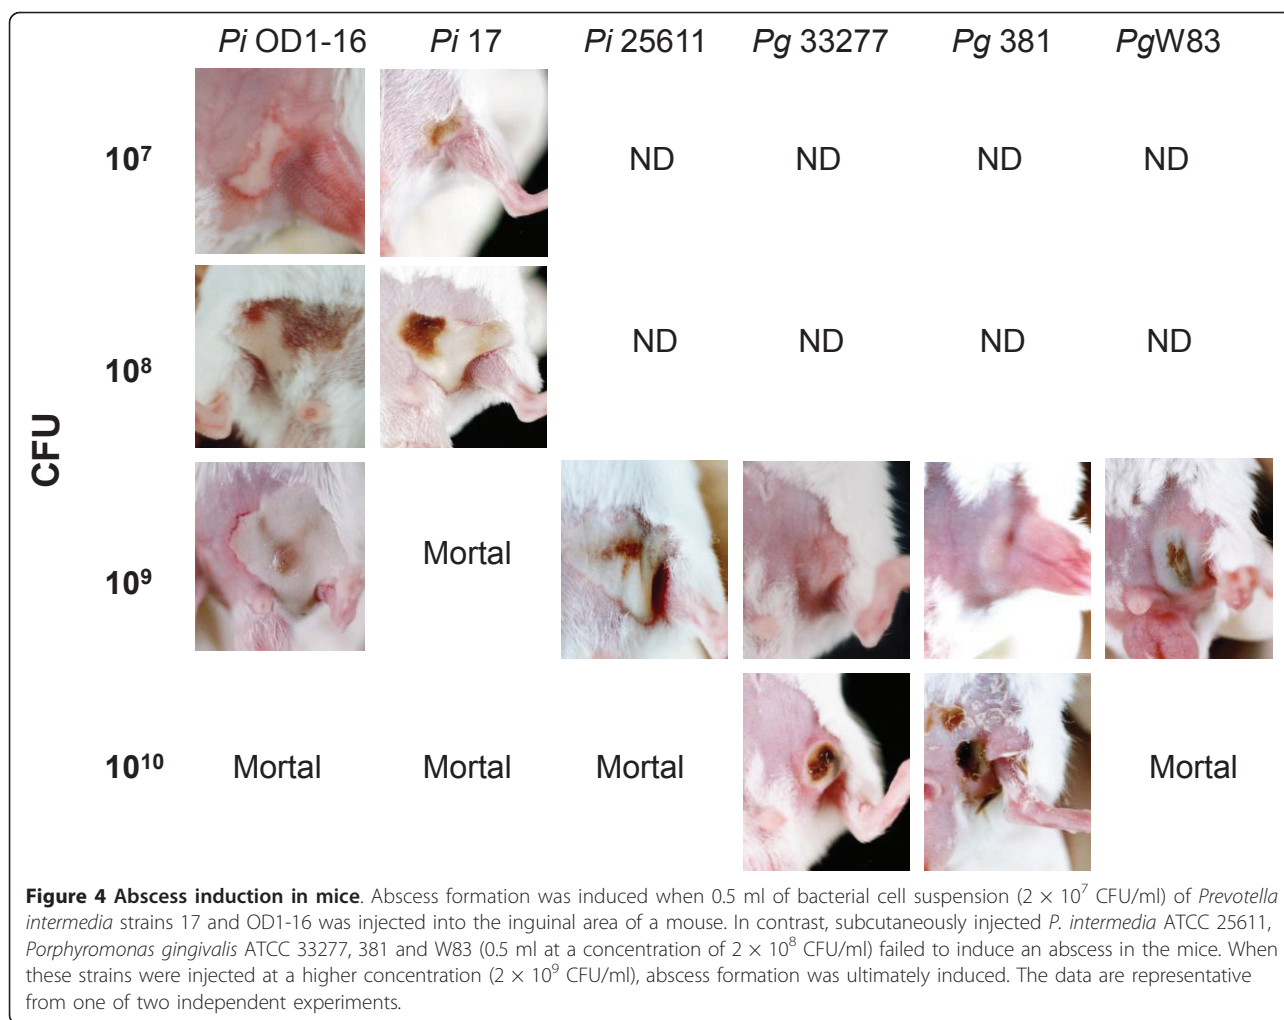 Pi OD1-16 Pi 17 Pi 25611 Pg 33277 Pg 381 PgW83
10⁷ ND ND ND ND
10⁸ ND ND ND ND
CFU
10⁹ Mortal
10¹⁰ Mortal Mortal Mortal Mortal
Figure 4 Abscess induction in mice. Abscess formation was induced when 0.5 ml of bacterial cell suspension (2 × 10⁷ CFU/ml) of Prevotella
intermedia strains 17 and OD1-16 was injected into the inguinal area of a mouse. In contrast, subcutaneously injected P. intermedia ATCC 25611,
Porphyromonas gingivalis ATCC 33277, 381 and W83 (0.5 ml at a concentration of 2 × 10⁸ CFU/ml) failed to induce an abscess in the mice. When
these strains were injected at a higher concentration (2 × 10⁹ CFU/ml), abscess formation was ultimately induced. The data are representative
from one of two independent experiments.